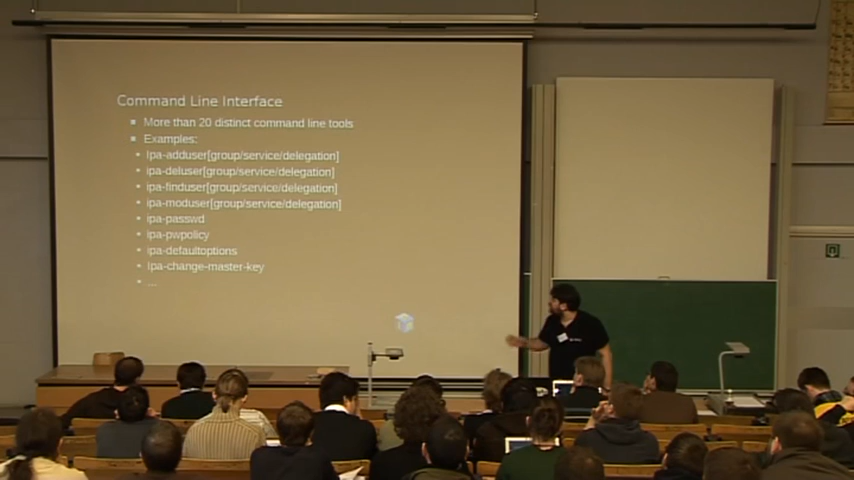 Command Line Interface
More than 20 distinct command line tools
Examples:
Ipa-adduser[group/service/delegation]
ipa-deluser[group/service/delegation]
ipa-finduser[group/service/delegation]
ipa-moduser[group/service/delegation]
ipa-passwd
ipa-pwpolicy
ipa-defaultoptions
Ipa-change-master-key
...